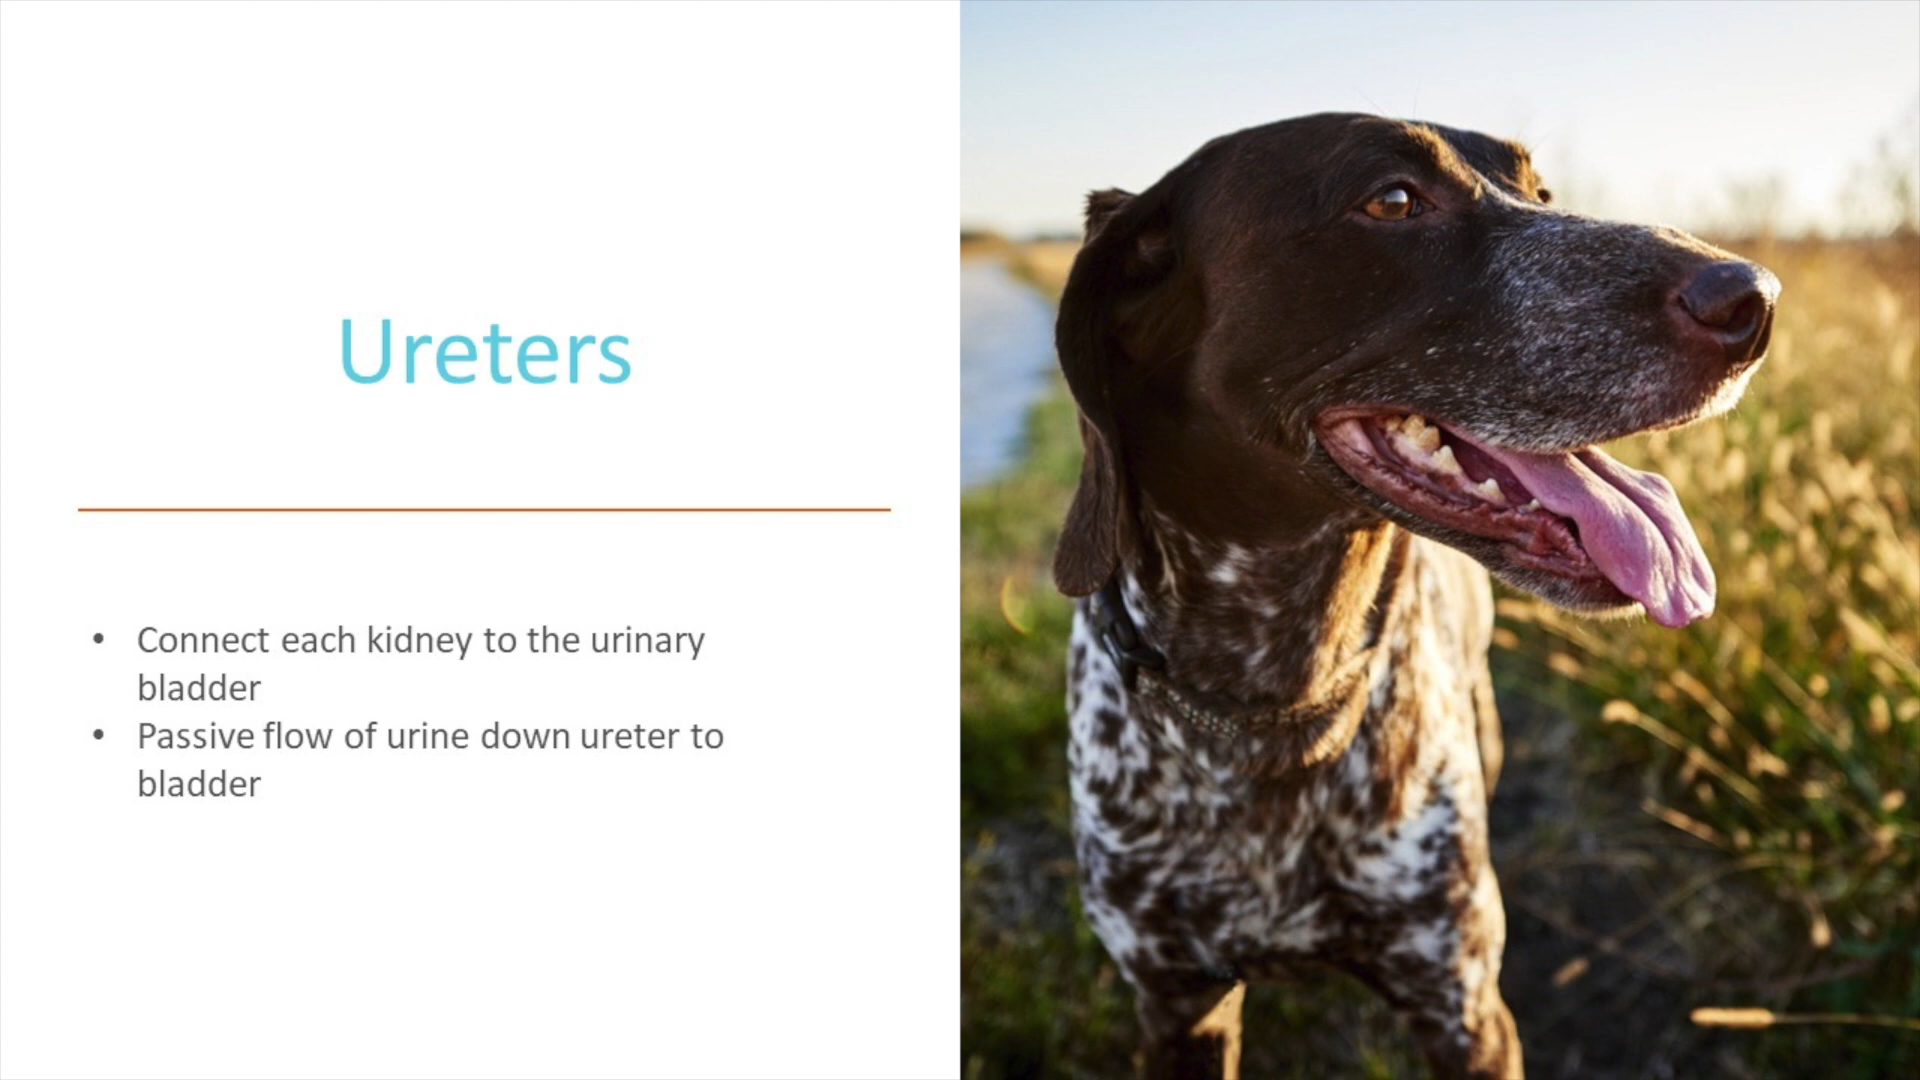 Ureters
• Connect each kidney to the urinary
bladder
• Passive flow of urine down ureter to
bladder